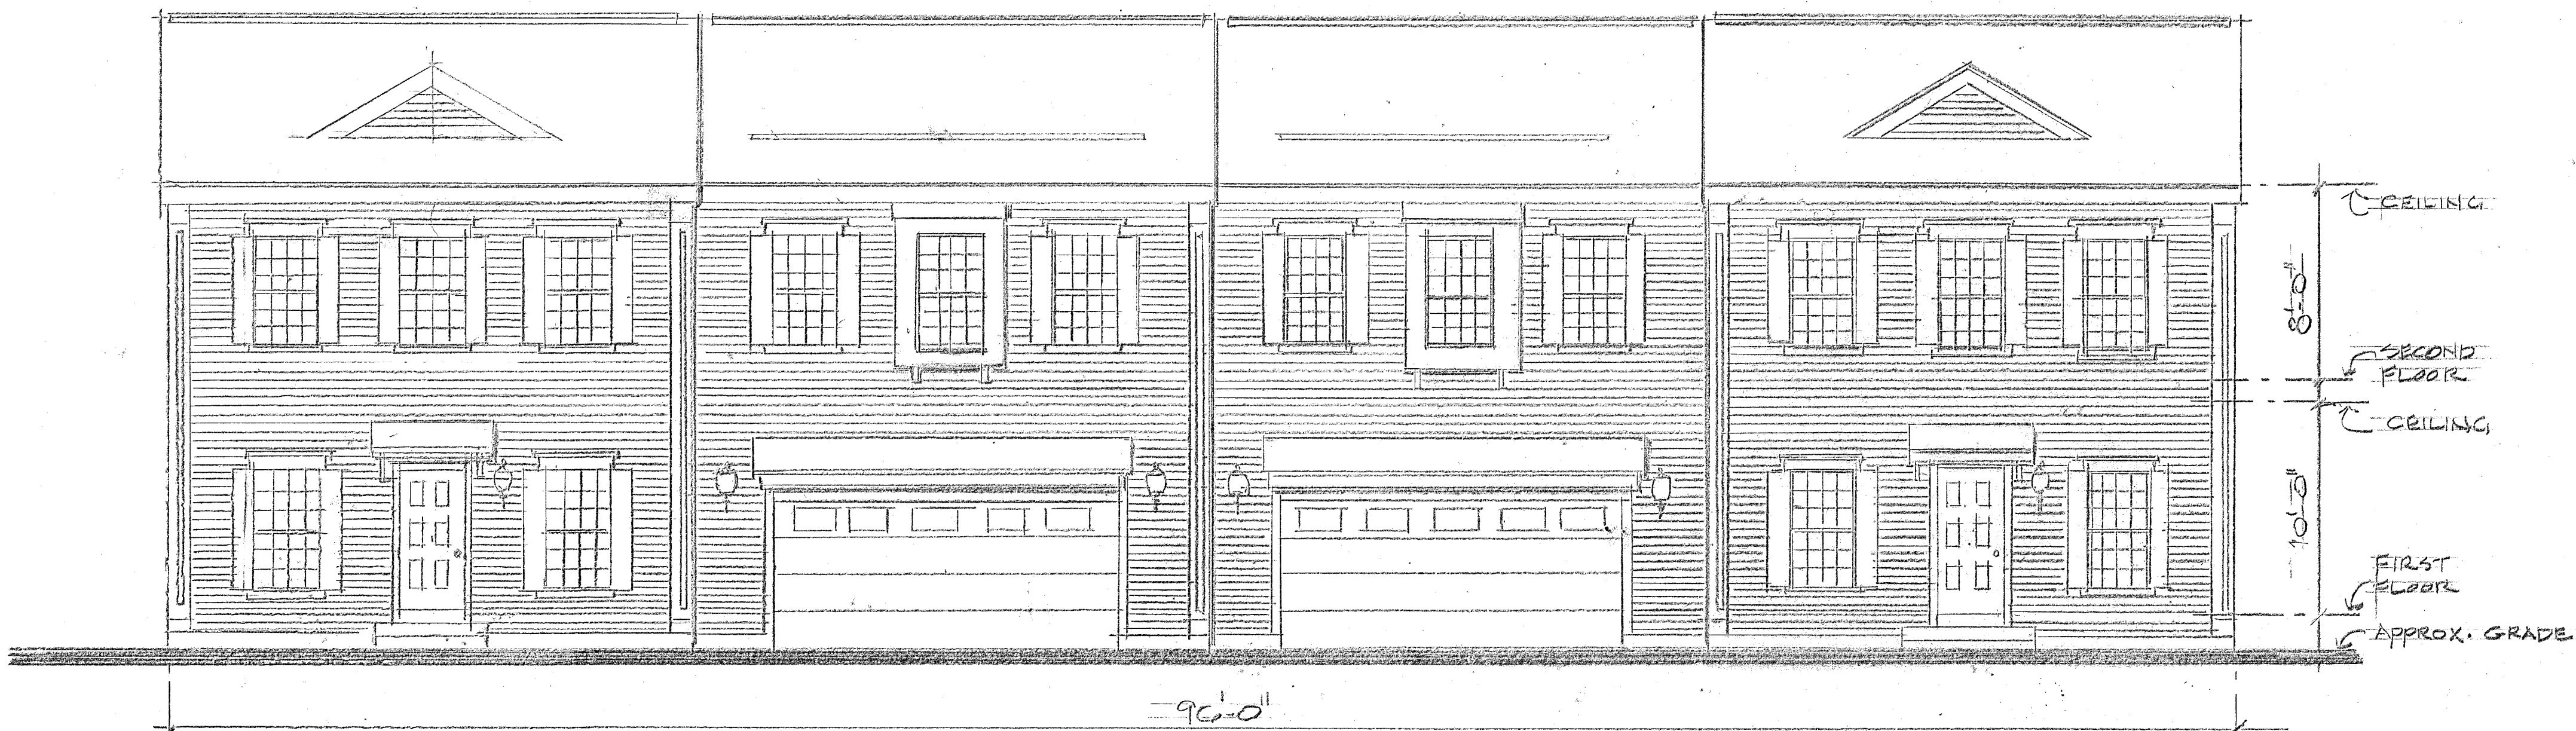 CEILING
8'-0"
SECOND
FLOOR
CEILING
10'-0"
FIRST
FLOOR
APPROX. GRADE
96'-0"